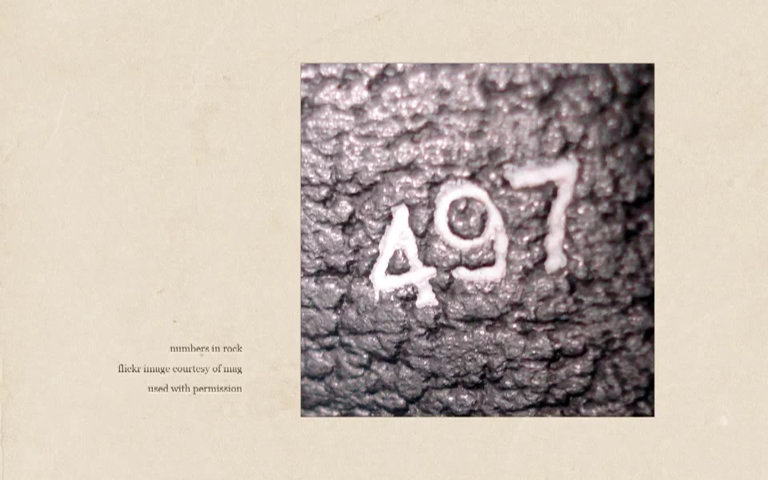 numbers in rock
flickr image courtesy of mag
used with permission
497